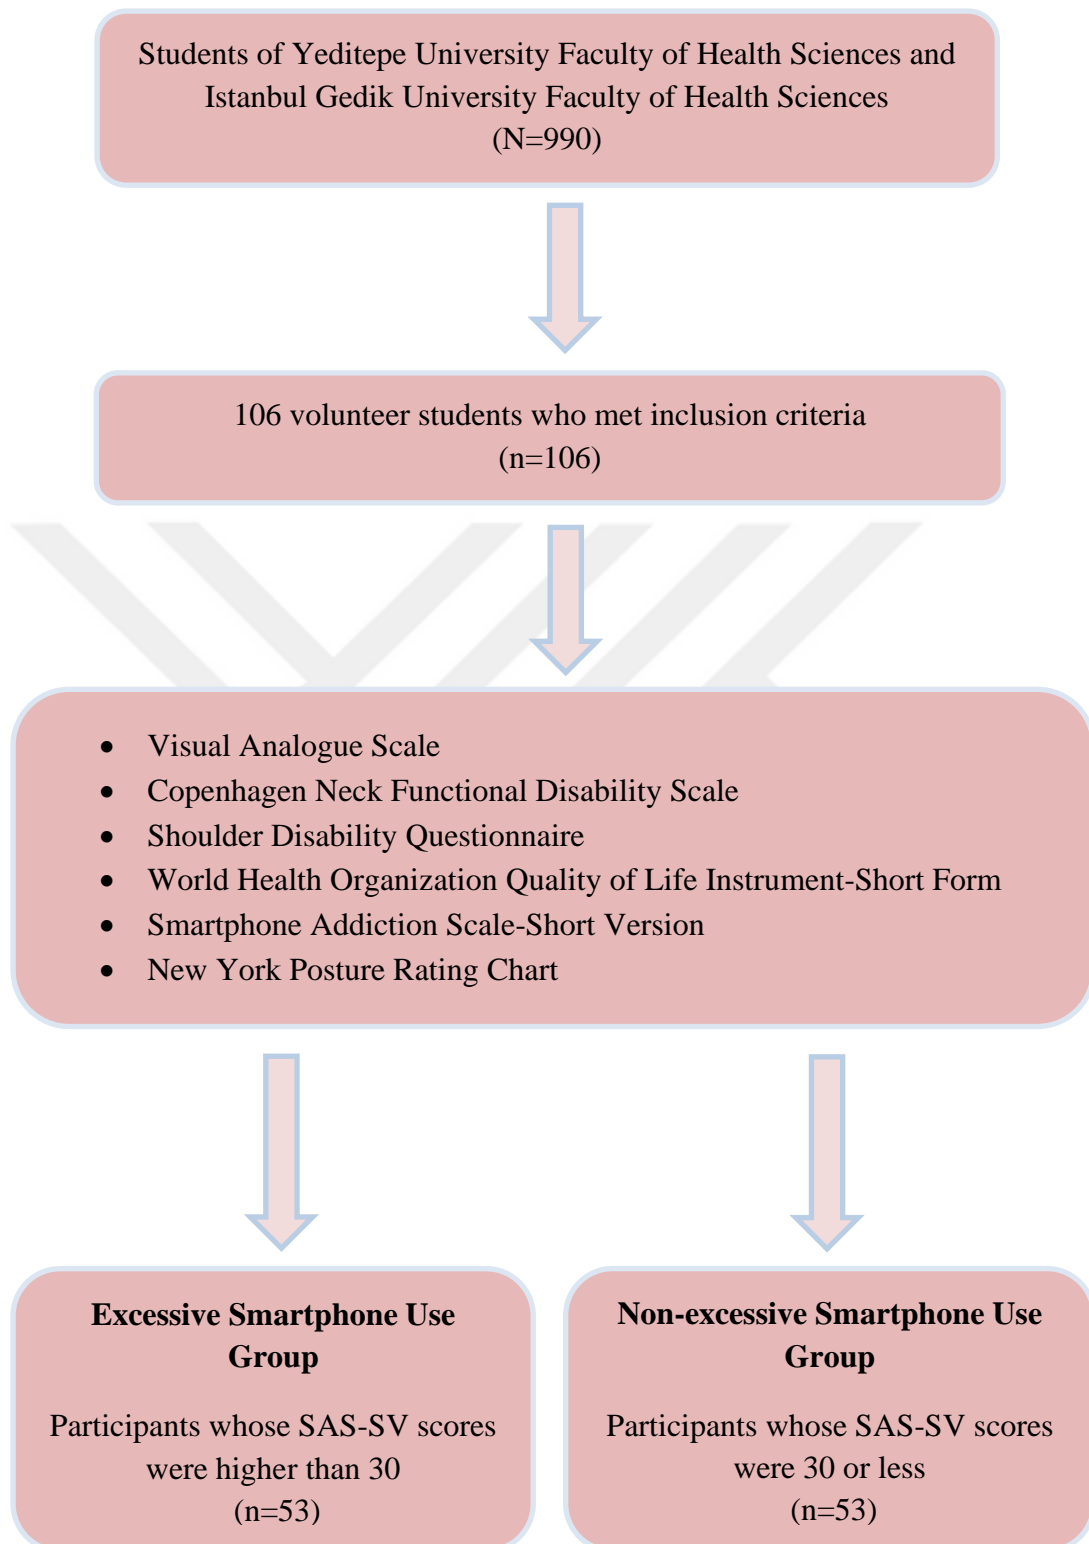 Students of Yeditepe University Faculty of Health Sciences and
Istanbul Gedik University Faculty of Health Sciences
(N=990)
106 volunteer students who met inclusion criteria
(n=106)
• Visual Analogue Scale
• Copenhagen Neck Functional Disability Scale
• Shoulder Disability Questionnaire
• World Health Organization Quality of Life Instrument-Short Form
• Smartphone Addiction Scale-Short Version
• New York Posture Rating Chart
Excessive Smartphone Use
Group
Participants whose SAS-SV scores
were higher than 30
(n=53)
Non-excessive Smartphone Use
Group
Participants whose SAS-SV scores
were 30 or less
(n=53)